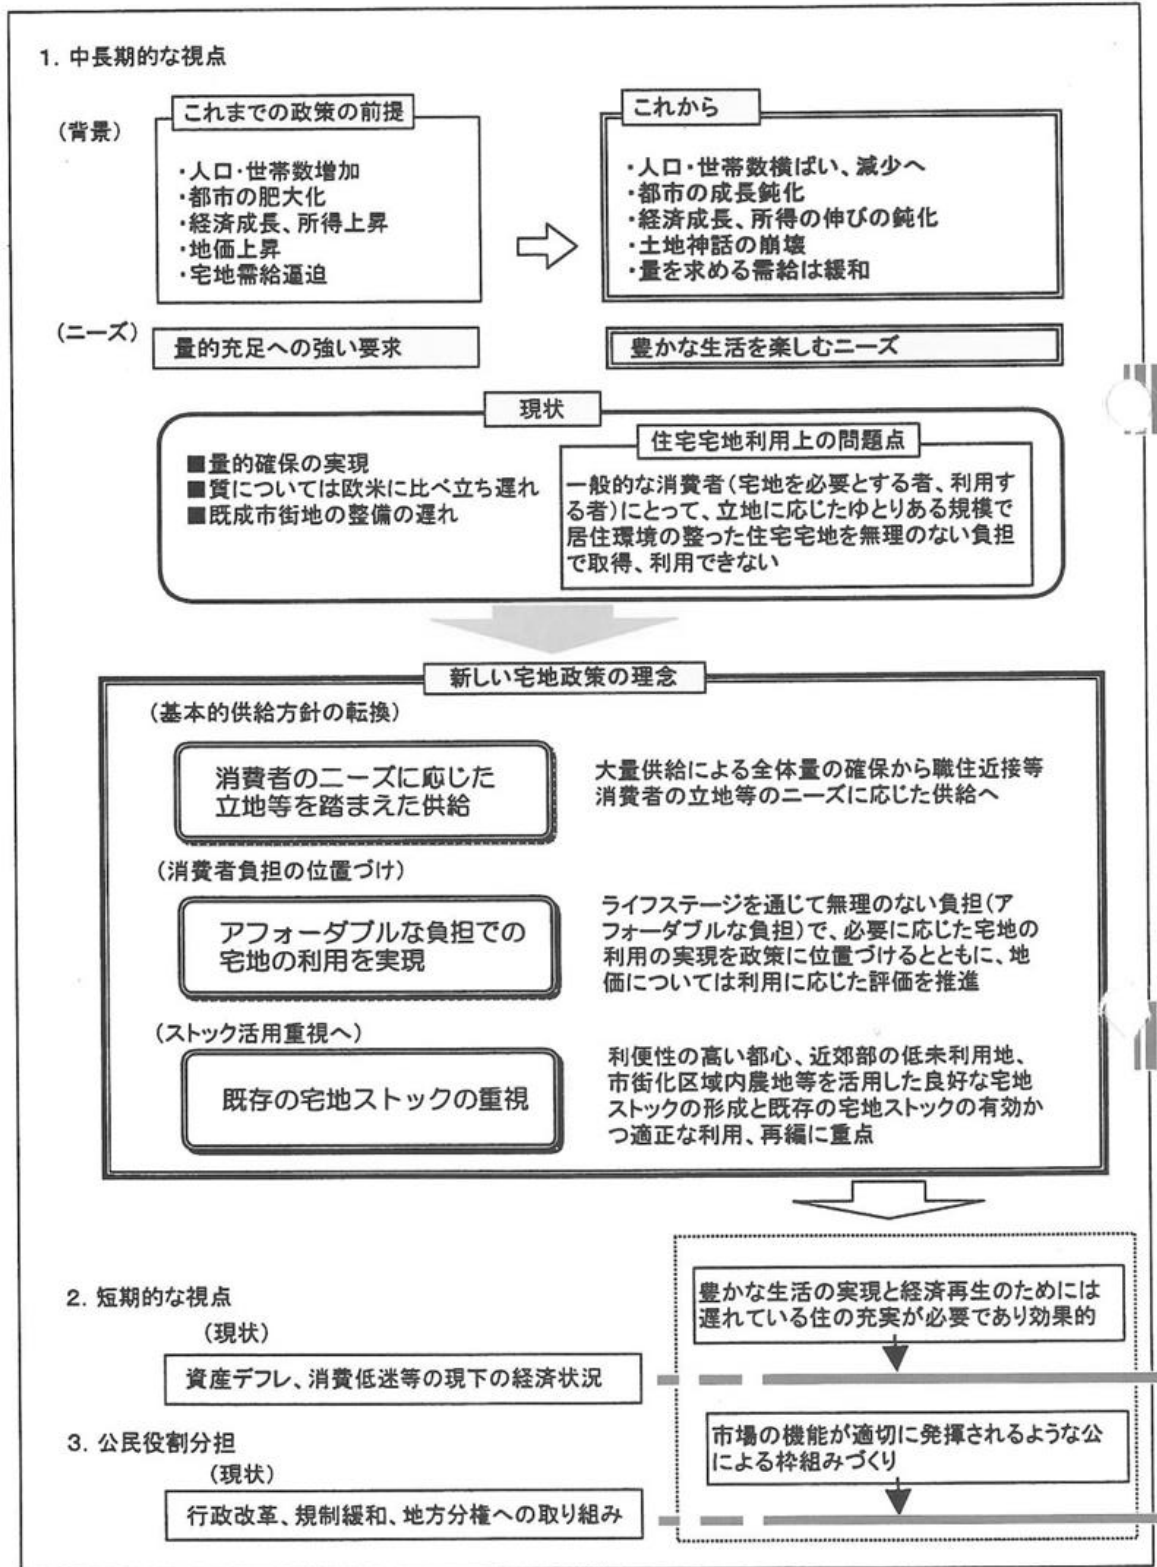 1. 中長期的な視点
(背景)
これまでの政策の前提
・人口・世帯数増加
・都市の肥大化
・経済成長、所得上昇
・地価上昇
・宅地需給逼迫
これから
・人口・世帯数横ばい、減少へ
・都市の成長鈍化
・経済成長、所得の伸びの鈍化
・土地神話の崩壊
・量を求める需給は緩和
(ニーズ)
量的充足への強い要求
豊かな生活を楽しむニーズ
現状
■量的確保の実現
■質については欧米に比べ立ち遅れ
■既成市街地の整備の遅れ
住宅宅地利用上の問題点
一般的な消費者(宅地を必要とする者、利用す
る者)にとって、立地に応じたゆとりある規模で
居住環境の整った住宅宅地を無理のない負担
で取得、利用できない
新しい宅地政策の理念
(基本的供給方針の転換)
消費者のニーズに応じた
立地等を踏まえた供給
大量供給による全体量の確保から職住近接等
消費者の立地等のニーズに応じた供給へ
(消費者負担の位置づけ)
アフォーダブルな負担での
宅地の利用を実現
ライフステージを通じて無理のない負担(ア
フォーダブルな負担)で、必要に応じた宅地の
利用の実現を政策に位置づけるとともに、地
価については利用に応じた評価を推進
(ストック活用重視へ)
既存の宅地ストックの重視
利便性の高い都心、近郊部の低未利用地、
市街化区域内農地等を活用した良好な宅地
ストックの形成と既存の宅地ストックの有効か
つ適正な利用、再編に重点
2. 短期的な視点
(現状)
資産デフレ、消費低迷等の現下の経済状況
豊かな生活の実現と経済再生のためには
遅れている住の充実が必要であり効果的
3. 公民役割分担
(現状)
行政改革、規制緩和、地方分権への取り組み
市場の機能が適切に発揮されるような公
による枠組みづくり